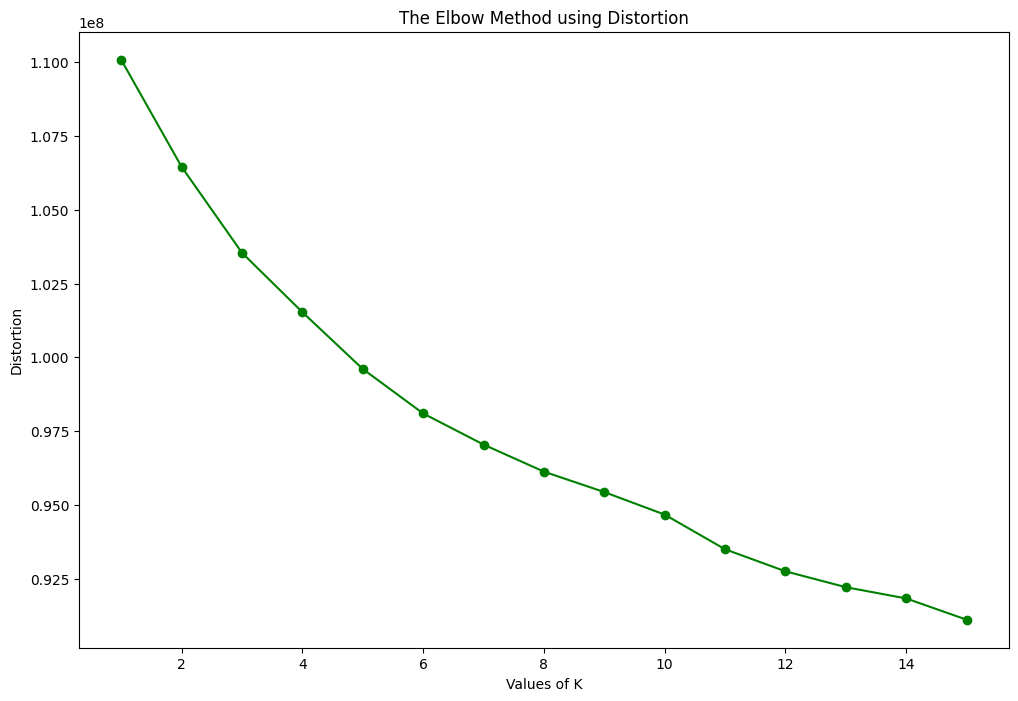 The Elbow Method using Distortion
1e8
1.100
1.075
1.050
1.025
1.000
0.975
0.950
0.925
Distortion
2 4 6 8 10 12 14
Values of K